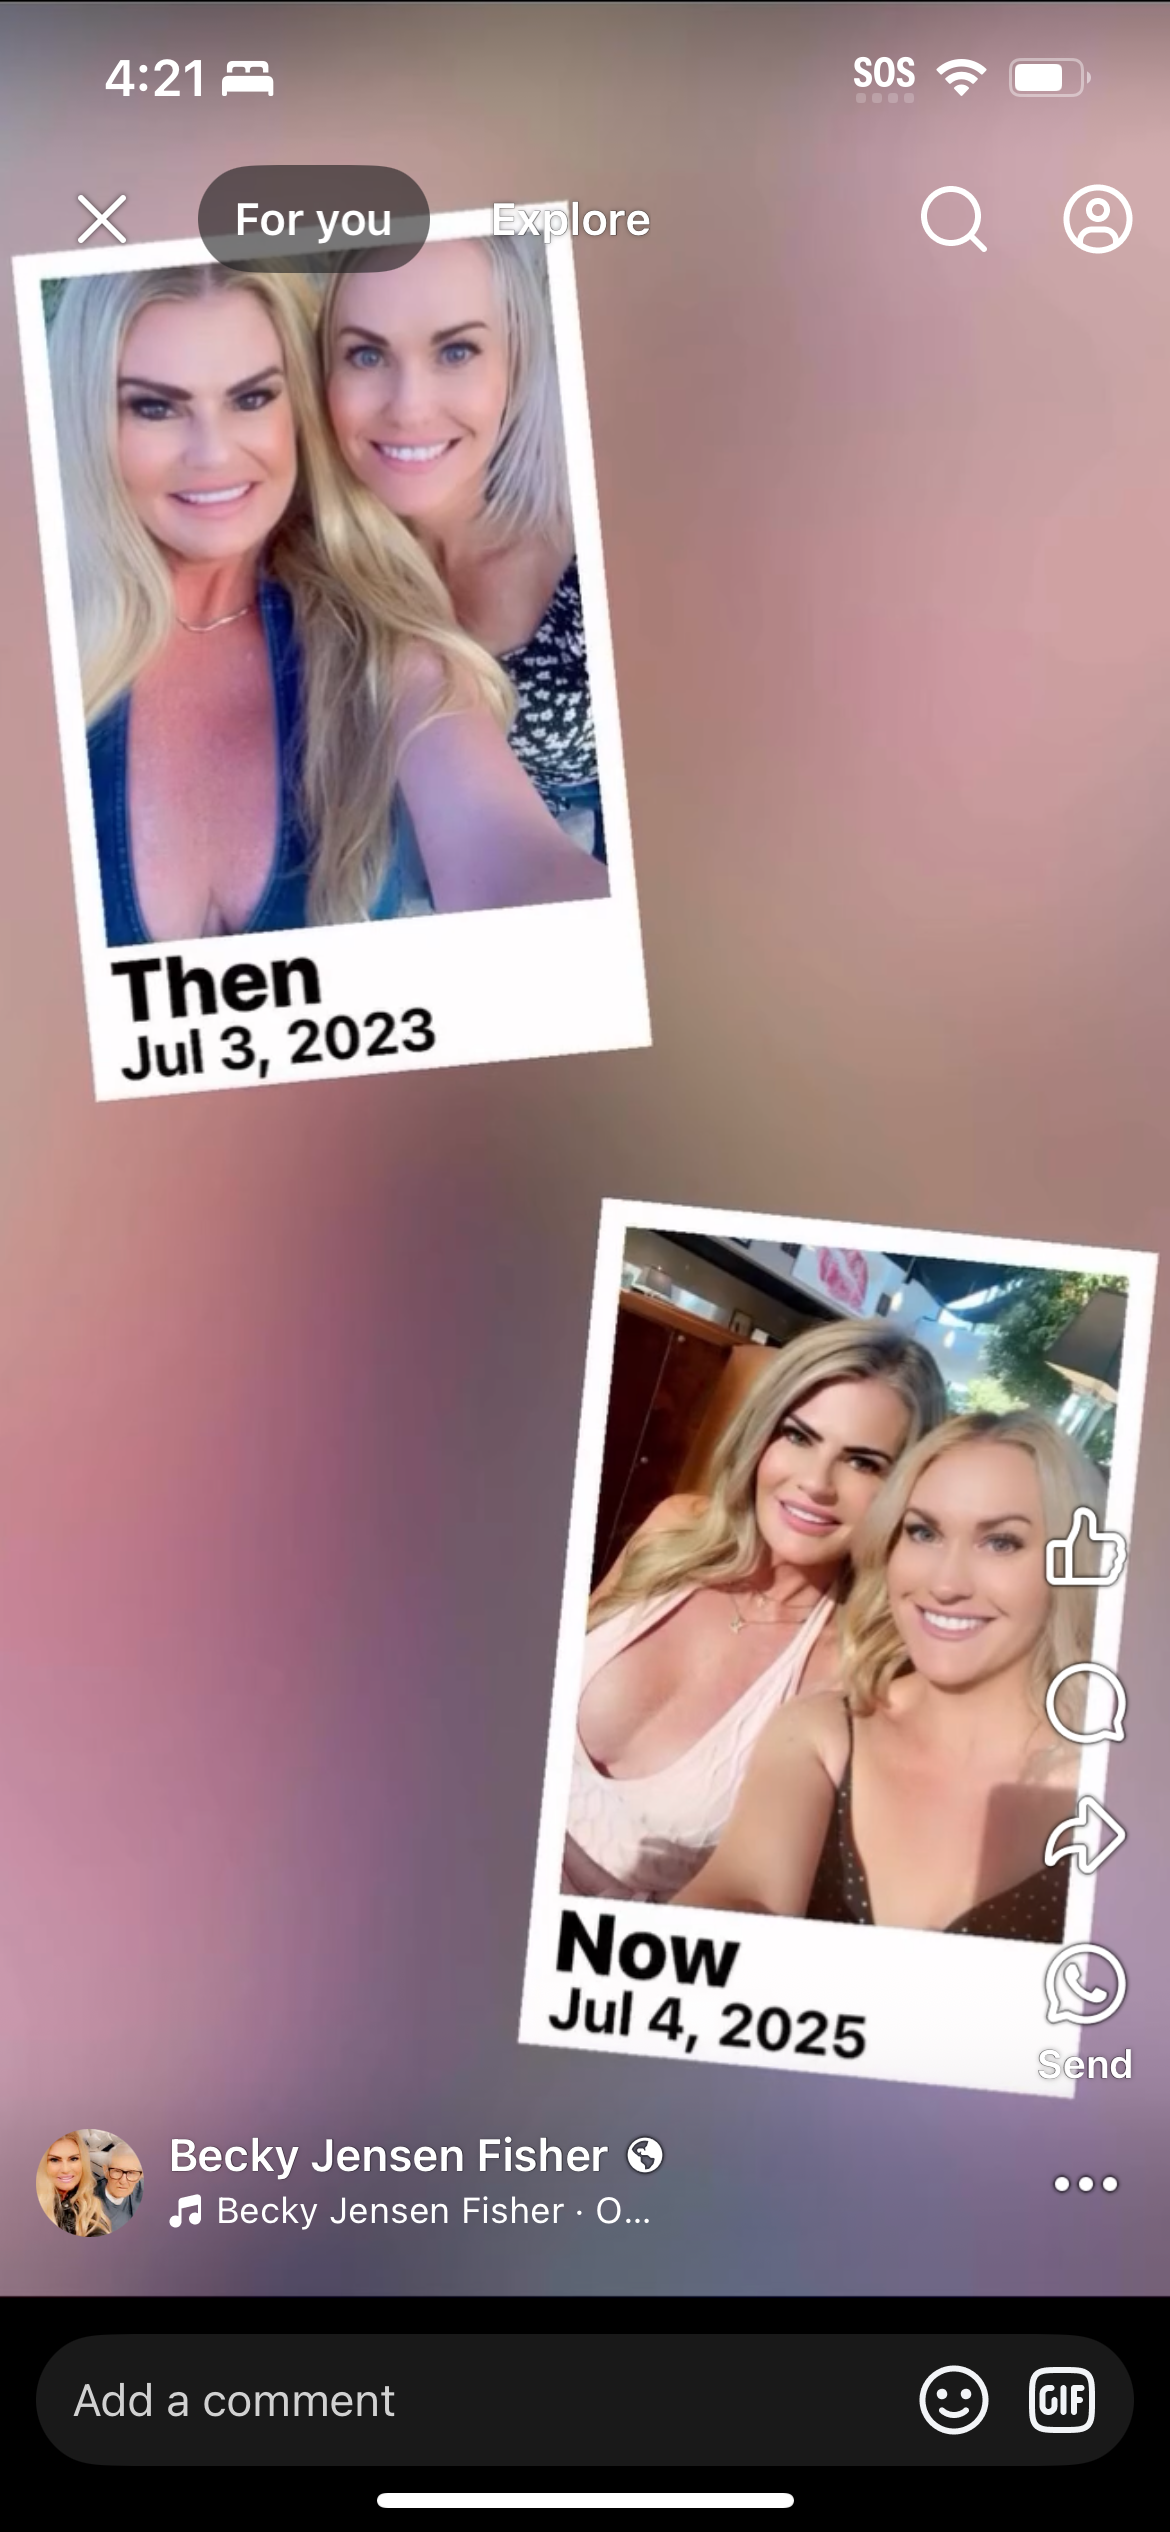 4:21
SOS
For you
Explore
Then
Jul 3, 2023
Now
Jul 4, 2025
Send
Becky Jensen Fisher
Becky Jensen Fisher · O...
Add a comment
GIF